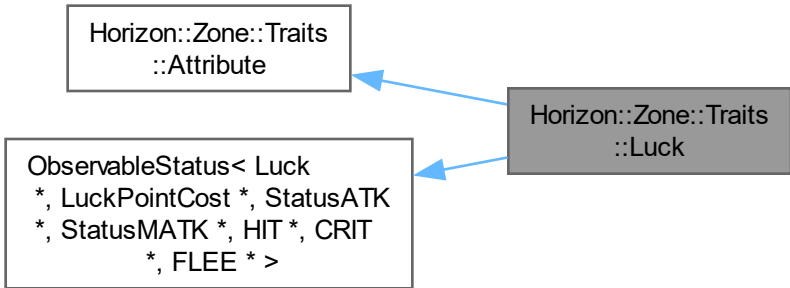 Horizon::Zone::Traits
::Attribute
Horizon::Zone::Traits
::Luck
ObservableStatus< Luck
*, LuckPointCost *, StatusATK
*, StatusMATK *, HIT *, CRIT
*, FLEE * >